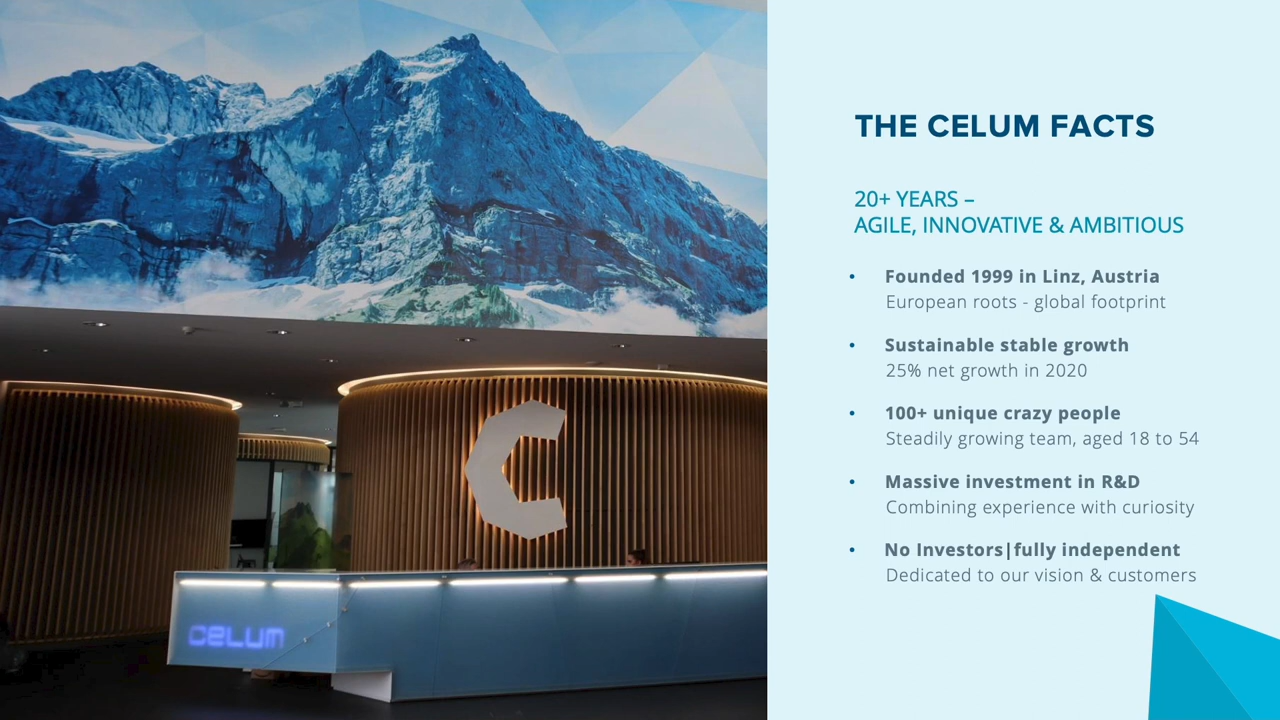 THE CELUM FACTS
20+ YEARS –
AGILE, INNOVATIVE & AMBITIOUS
• Founded 1999 in Linz, Austria
European roots - global footprint
• Sustainable stable growth
25% net growth in 2020
• 100+ unique crazy people
Steadily growing team, aged 18 to 54
• Massive investment in R&D
Combining experience with curiosity
• No Investors|fully independent
Dedicated to our vision & customers
C
CELUM